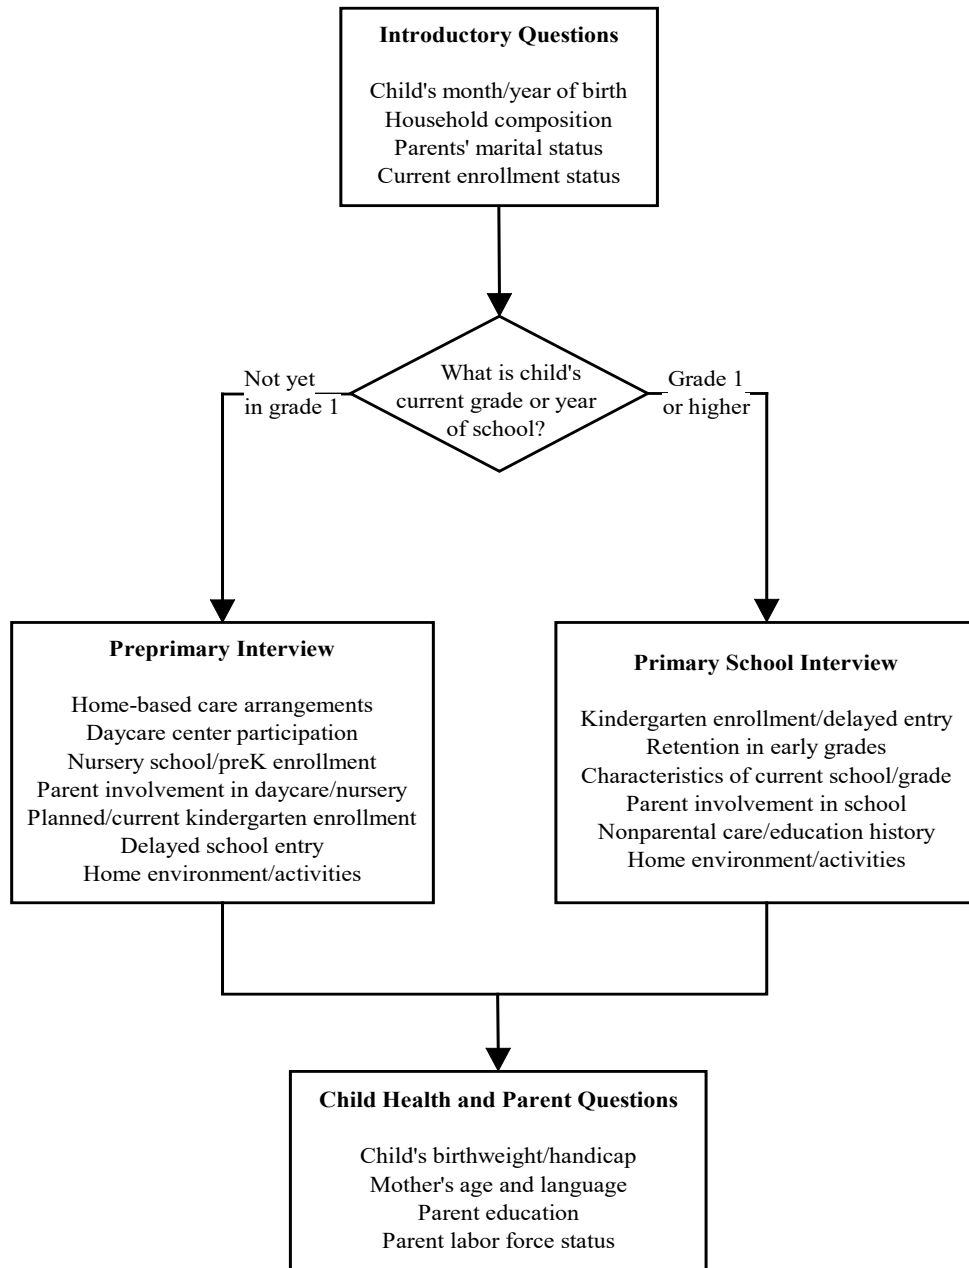 Introductory Questions
Child's month/year of birth
Household composition
Parents' marital status
Current enrollment status
What is child's
current grade or year
of school?
Not yet
in grade 1
Grade 1
or higher
Preprimary Interview
Home-based care arrangements
Daycare center participation
Nursery school/preK enrollment
Parent involvement in daycare/nursery
Planned/current kindergarten enrollment
Delayed school entry
Home environment/activities
Primary School Interview
Kindergarten enrollment/delayed entry
Retention in early grades
Characteristics of current school/grade
Parent involvement in school
Nonparental care/education history
Home environment/activities
Child Health and Parent Questions
Child's birthweight/handicap
Mother's age and language
Parent education
Parent labor force status